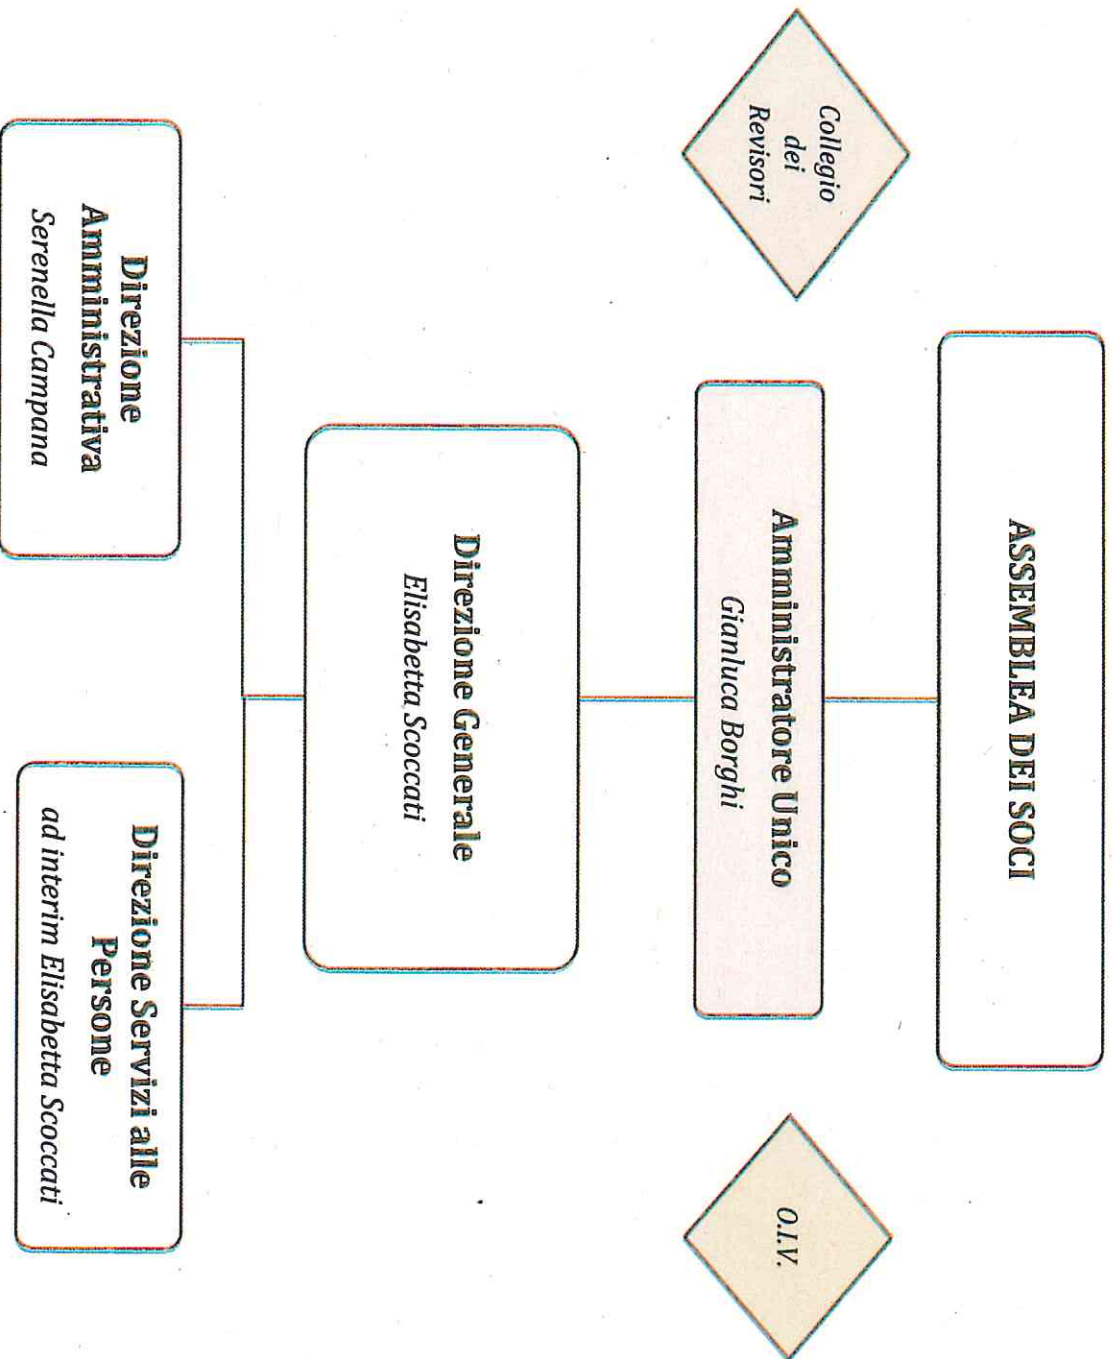 ASSEMBLEA DEI SOCI
Collegio
dei
Revisori
Amministratore Unico
Gianluca Borghi
O.I.V.
Direzione Generale
Elisabetta Scoccati
Direzione
Amministrativa
Serenella Campana
Direzione Servizi alle
Persone
ad interim Elisabetta Scoccati